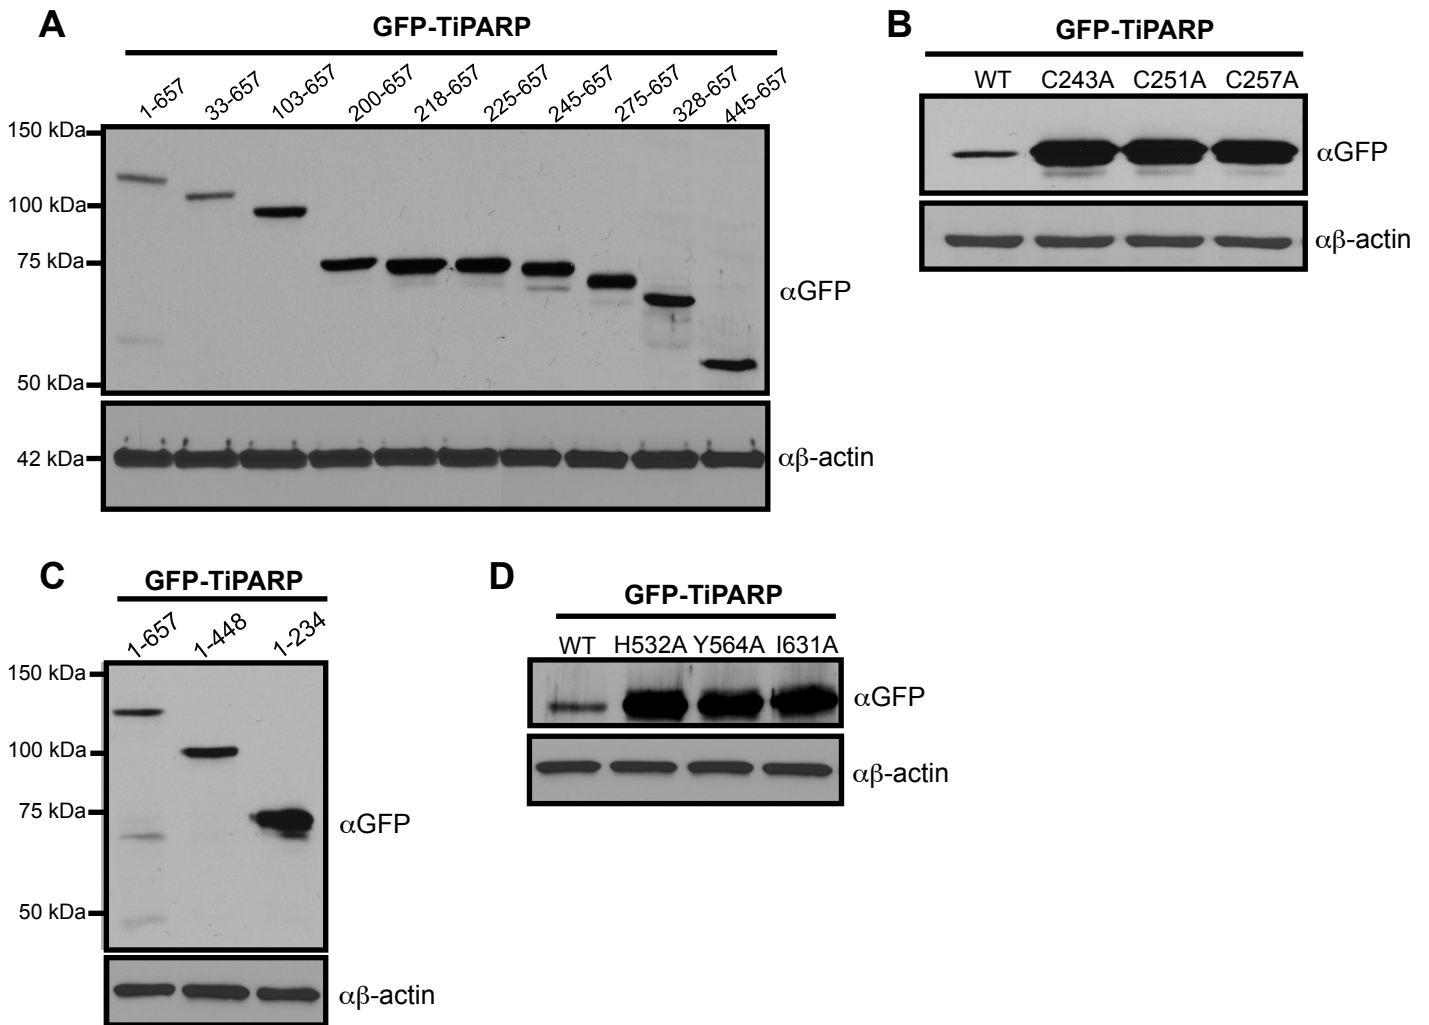 A
GFP-TiPARP
1-657 33-657 103-657 200-657 218-657 225-657 245-657 275-657 328-657 445-657
150 kDa
100 kDa
75 kDa
αGFP
50 kDa
42 kDa
αβ-actin
B
GFP-TiPARP
WT C243A C251A C257A
αGFP
αβ-actin
C
GFP-TiPARP
1-657 1-448 1-234
150 kDa
100 kDa
75 kDa
αGFP
50 kDa
αβ-actin
D
GFP-TiPARP
WT H532A Y564A I631A
αGFP
αβ-actin